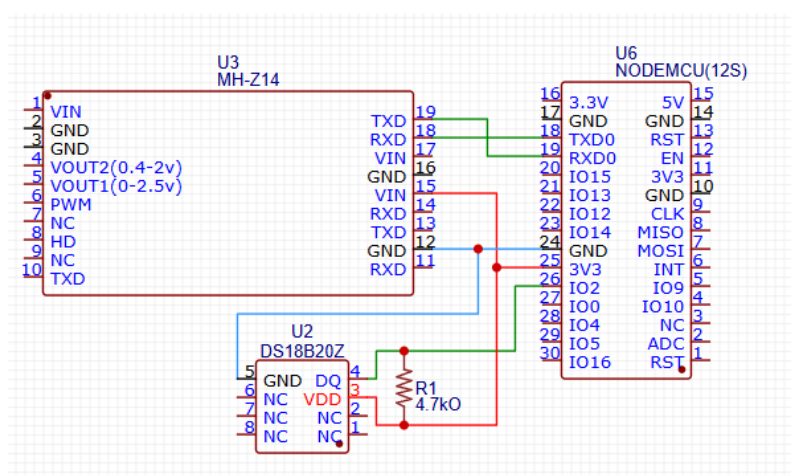 U3
MH-Z14
1 VIN
2 GND
3 GND
4 VOUT2(0.4-2v)
5 VOUT1(0-2.5v)
6 PWM
7 NC
8 HD
9 NC
10 TXD
TXD 19
RXD 18
VIN 17
GND 16
VIN 15
RXD 14
TXD 13
GND 12
RXD 11
U6
NODEMCU(12S)
16 3.3V
17 GND
18 TXD0
19 RXD0
20 IO15
21 IO13
22 IO12
23 IO14
24 GND
25 3V3
26 IO2
27 IO0
28 IO4
29 IO5
30 IO16
5V 15
GND 14
RST 13
EN 12
3V3 11
GND 10
CLK 9
MISO 8
MOSI 7
INT 6
IO9 5
IO10 4
NC 3
ADC 2
RST 1
U2
DS18B20Z
5 GND
6 NC
7 NC
8 NC
DQ 4
VDD 3
NC 2
NC 1
R1
4.7kO